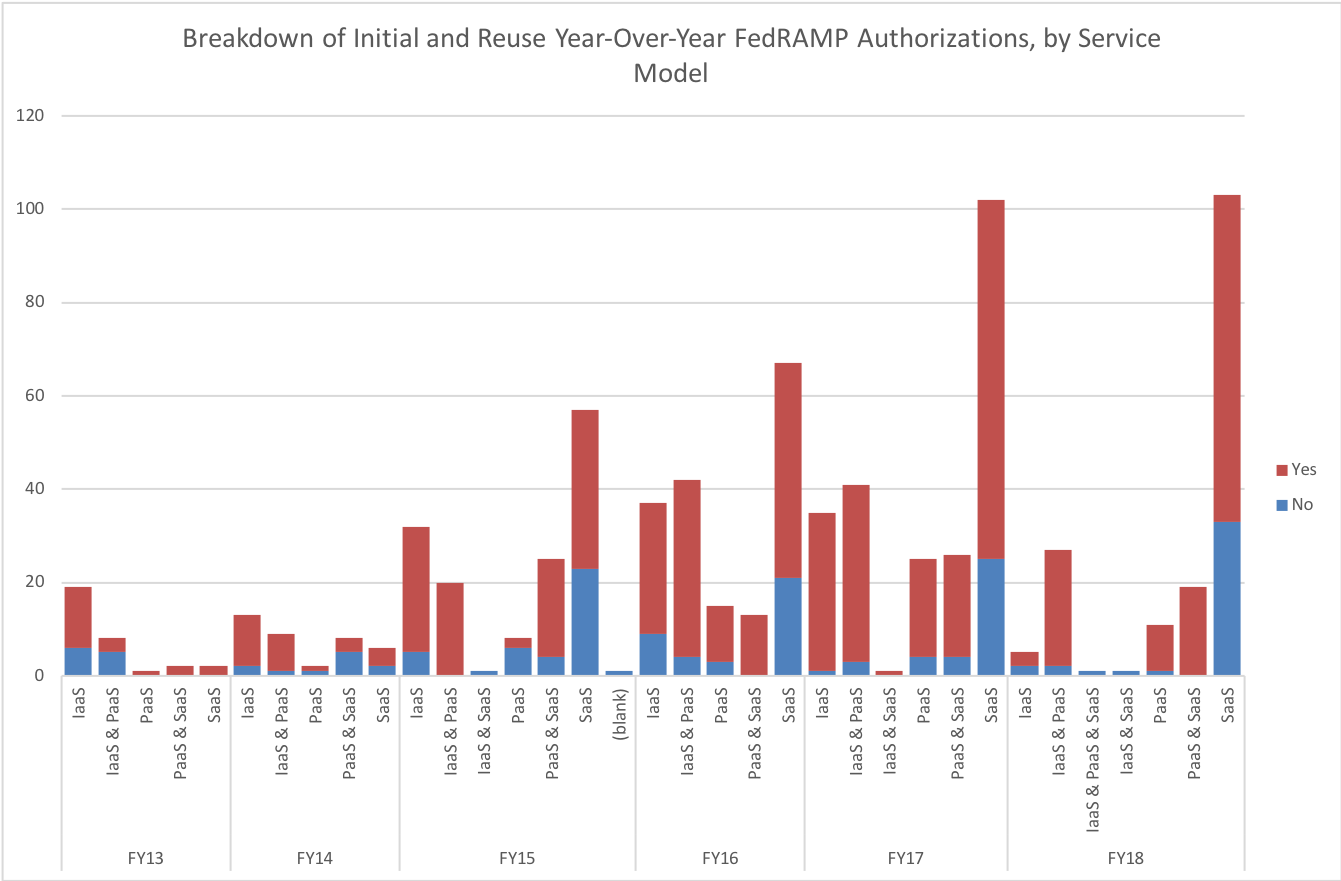 Breakdown of Initial and Reuse Year-Over-Year FedRAMP Authorizations, by Service
Model
120
100
80
60
40
20
0
Yes
No
IaaS
IaaS & PaaS
PaaS
PaaS & SaaS
SaaS
IaaS
IaaS & PaaS
PaaS
PaaS & SaaS
SaaS
IaaS
IaaS & PaaS
IaaS & SaaS
PaaS
PaaS & SaaS
SaaS
(blank)
IaaS
IaaS & PaaS
PaaS
PaaS & SaaS
SaaS
IaaS
IaaS & PaaS
IaaS & SaaS
PaaS
PaaS & SaaS
SaaS
IaaS
IaaS & PaaS
IaaS & PaaS & SaaS
IaaS & SaaS
PaaS
PaaS & SaaS
SaaS
FY13
FY14
FY15
FY16
FY17
FY18